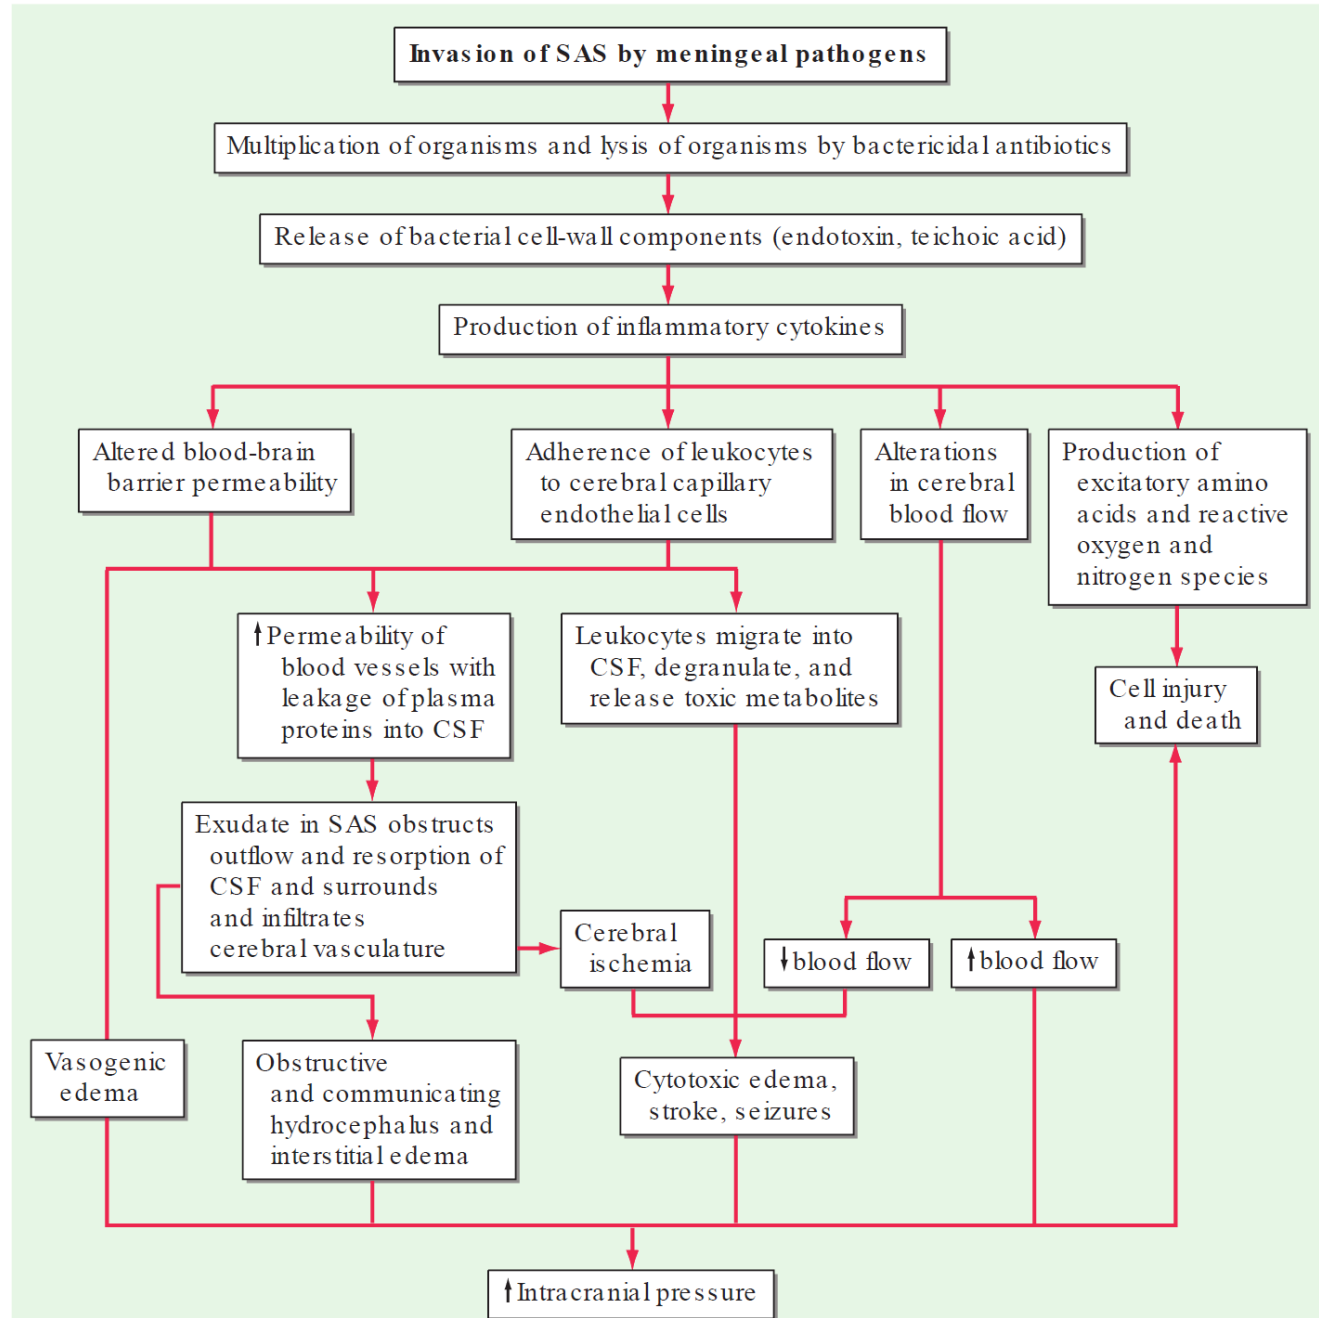 Invasion of SAS by meningeal pathogens
Multiplication of organisms and lysis of organisms by bactericidal antibiotics
Release of bacterial cell-wall components (endotoxin, teichoic acid)
Production of inflammatory cytokines
Altered blood-brain
barrier permeability
Adherence of leukocytes
to cerebral capillary
endothelial cells
Alterations
in cerebral
blood flow
Production of
excitatory amino
acids and reactive
oxygen and
nitrogen species
↑Permeability of
blood vessels with
leakage of plasma
proteins into CSF
Leukocytes migrate into
CSF, degranulate, and
release toxic metabolites
Cell injury
and death
Exudate in SAS obstructs
outflow and resorption of
CSF and surrounds
and infiltrates
cerebral vasculature
Cerebral
ischemia
↓blood flow
↑blood flow
Vasogenic
edema
Obstructive
and communicating
hydrocephalus and
interstitial edema
Cytotoxic edema,
stroke, seizures
↑Intracranial pressure